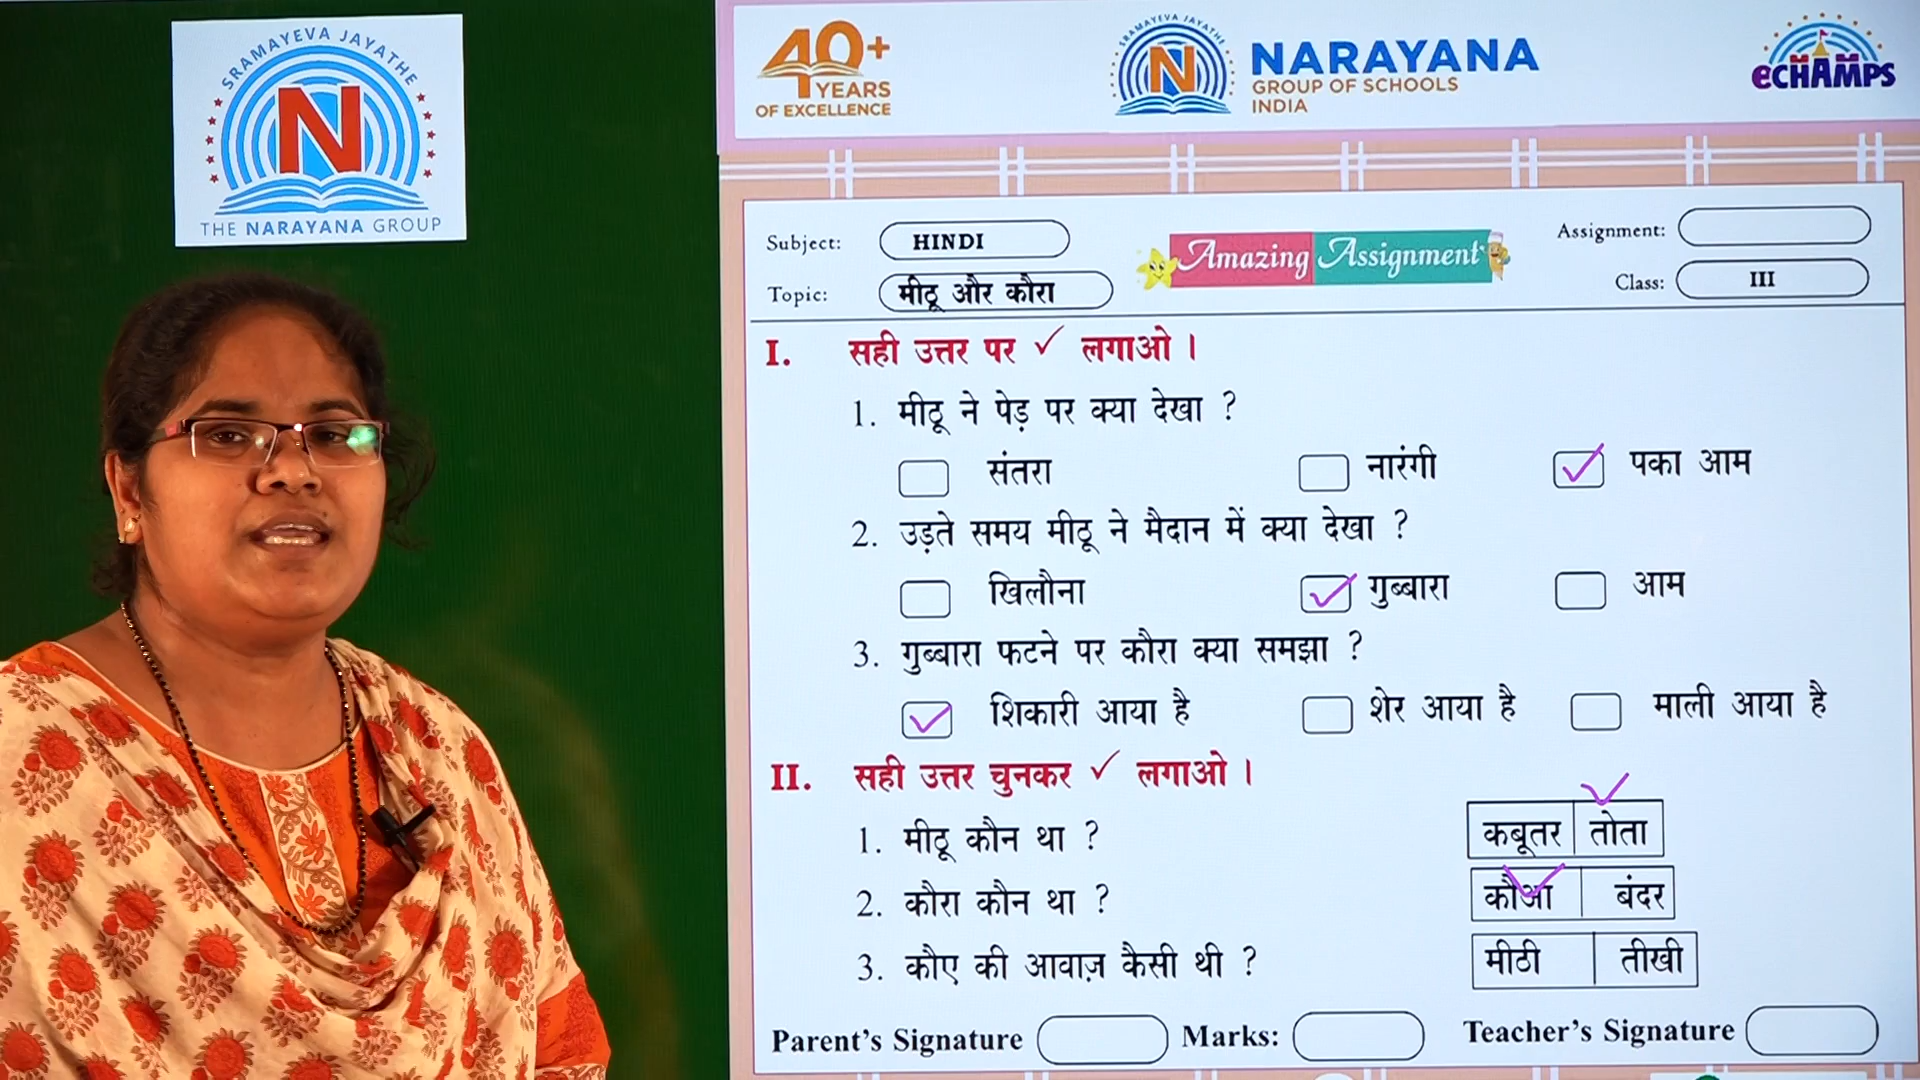 SRAMAYEVA JAYATHE
N
THE NARAYANA GROUP
40+
YEARS
OF EXCELLENCE
SRAMAYEVA JAYATHE
N
NARAYANA
GROUP OF SCHOOLS
INDIA
eCHAMPS
Subject: HINDI
Topic: मीठू और कौरा
Amazing Assignment
Assignment:
Class: III
I. सही उत्तर पर ✓ लगाओ ।
1. मीठू ने पेड़ पर क्या देखा ?
संतरा नारंगी ✓ पका आम
2. उड़ते समय मीठू ने मैदान में क्या देखा ?
खिलौना ✓ गुब्बारा आम
3. गुब्बारा फटने पर कौरा क्या समझा ?
✓ शिकारी आया है शेर आया है माली आया है
II. सही उत्तर चुनकर ✓ लगाओ ।
1. मीठू कौन था ? कबूतर तोता ✓
2. कौरा कौन था ? कौआ ✓ बंदर
3. कौए की आवाज़ कैसी थी ? मीठी तीखी
Parent's Signature Marks: Teacher's Signature